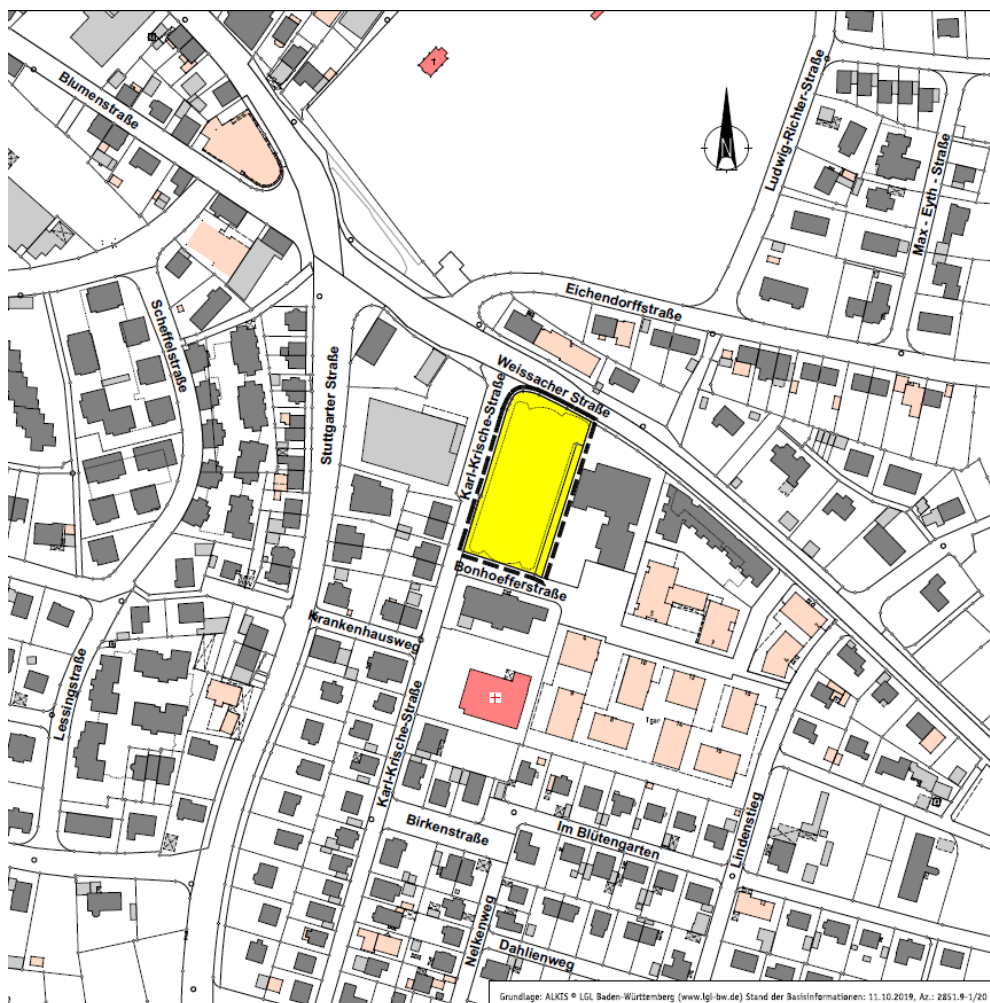 Blumenstraße
Ludwig-Richter-Straße
Max - Eyth - Straße
N
Scheffelstraße
Eichendorffstraße
Stuttgarter Straße
Weissacher Straße
Karl-Krische-Straße
Bonhoefferstraße
Krankenhausweg
Lessingstraße
Karl-Krische-Straße
Birkenstraße
Im Blütengarten
Lindenstieg
Nelkenweg
Dahlienweg
Grundlage: ALKIS © LGL Baden-Württemberg (www.lgl-bw.de) Stand der Basisinformationen: 11.10.2019, Az.: 2851.9-1/20